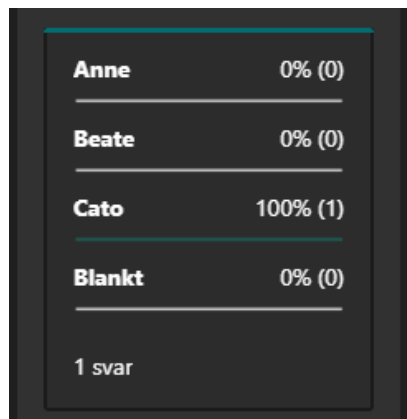 Anne 0% (0)
Beate 0% (0)
Cato 100% (1)
Blankt 0% (0)
1 svar